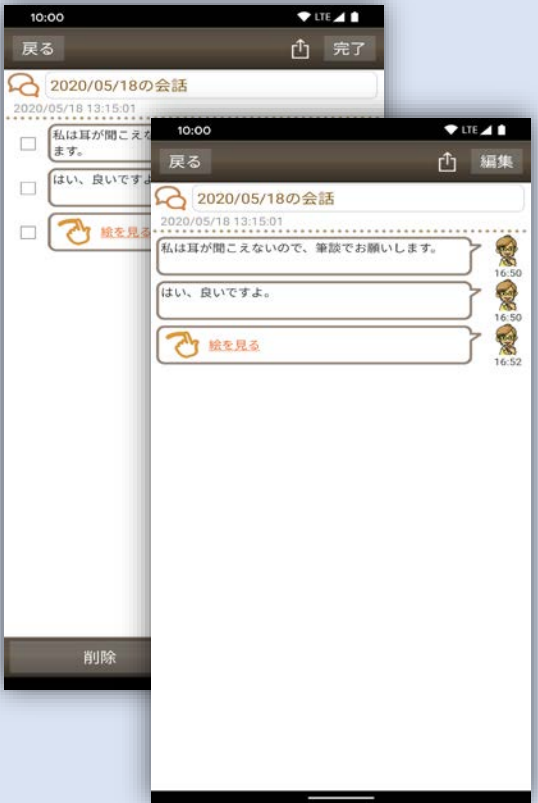 10:00
LTE
戻る
完了
2020/05/18の会話
2020/05/18 13:15:01
私は耳が聞こえな
ます。
はい、良いですよ
絵を見る
削除
10:00
LTE
戻る
編集
2020/05/18の会話
2020/05/18 13:15:01
私は耳が聞こえないので、筆談でお願いします。
16:50
はい、良いですよ。
16:50
絵を見る
16:52